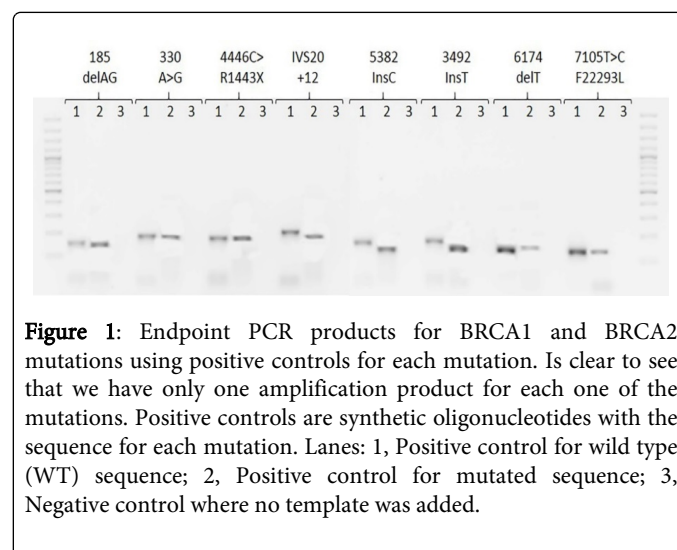 185 330 4446C> IVS20 5382 3492 6174 7105T>C
delAG A>G R1443X +12 InsC InsT delT F22293L
1 2 3 1 2 3 1 2 3 1 2 3 1 2 3 1 2 3 1 2 3 1 2 3
Figure 1: Endpoint PCR products for BRCA1 and BRCA2
mutations using positive controls for each mutation. Is clear to see
that we have only one amplification product for each one of the
mutations. Positive controls are synthetic oligonucleotides with the
sequence for each mutation. Lanes: 1, Positive control for wild type
(WT) sequence; 2, Positive control for mutated sequence; 3,
Negative control where no template was added.